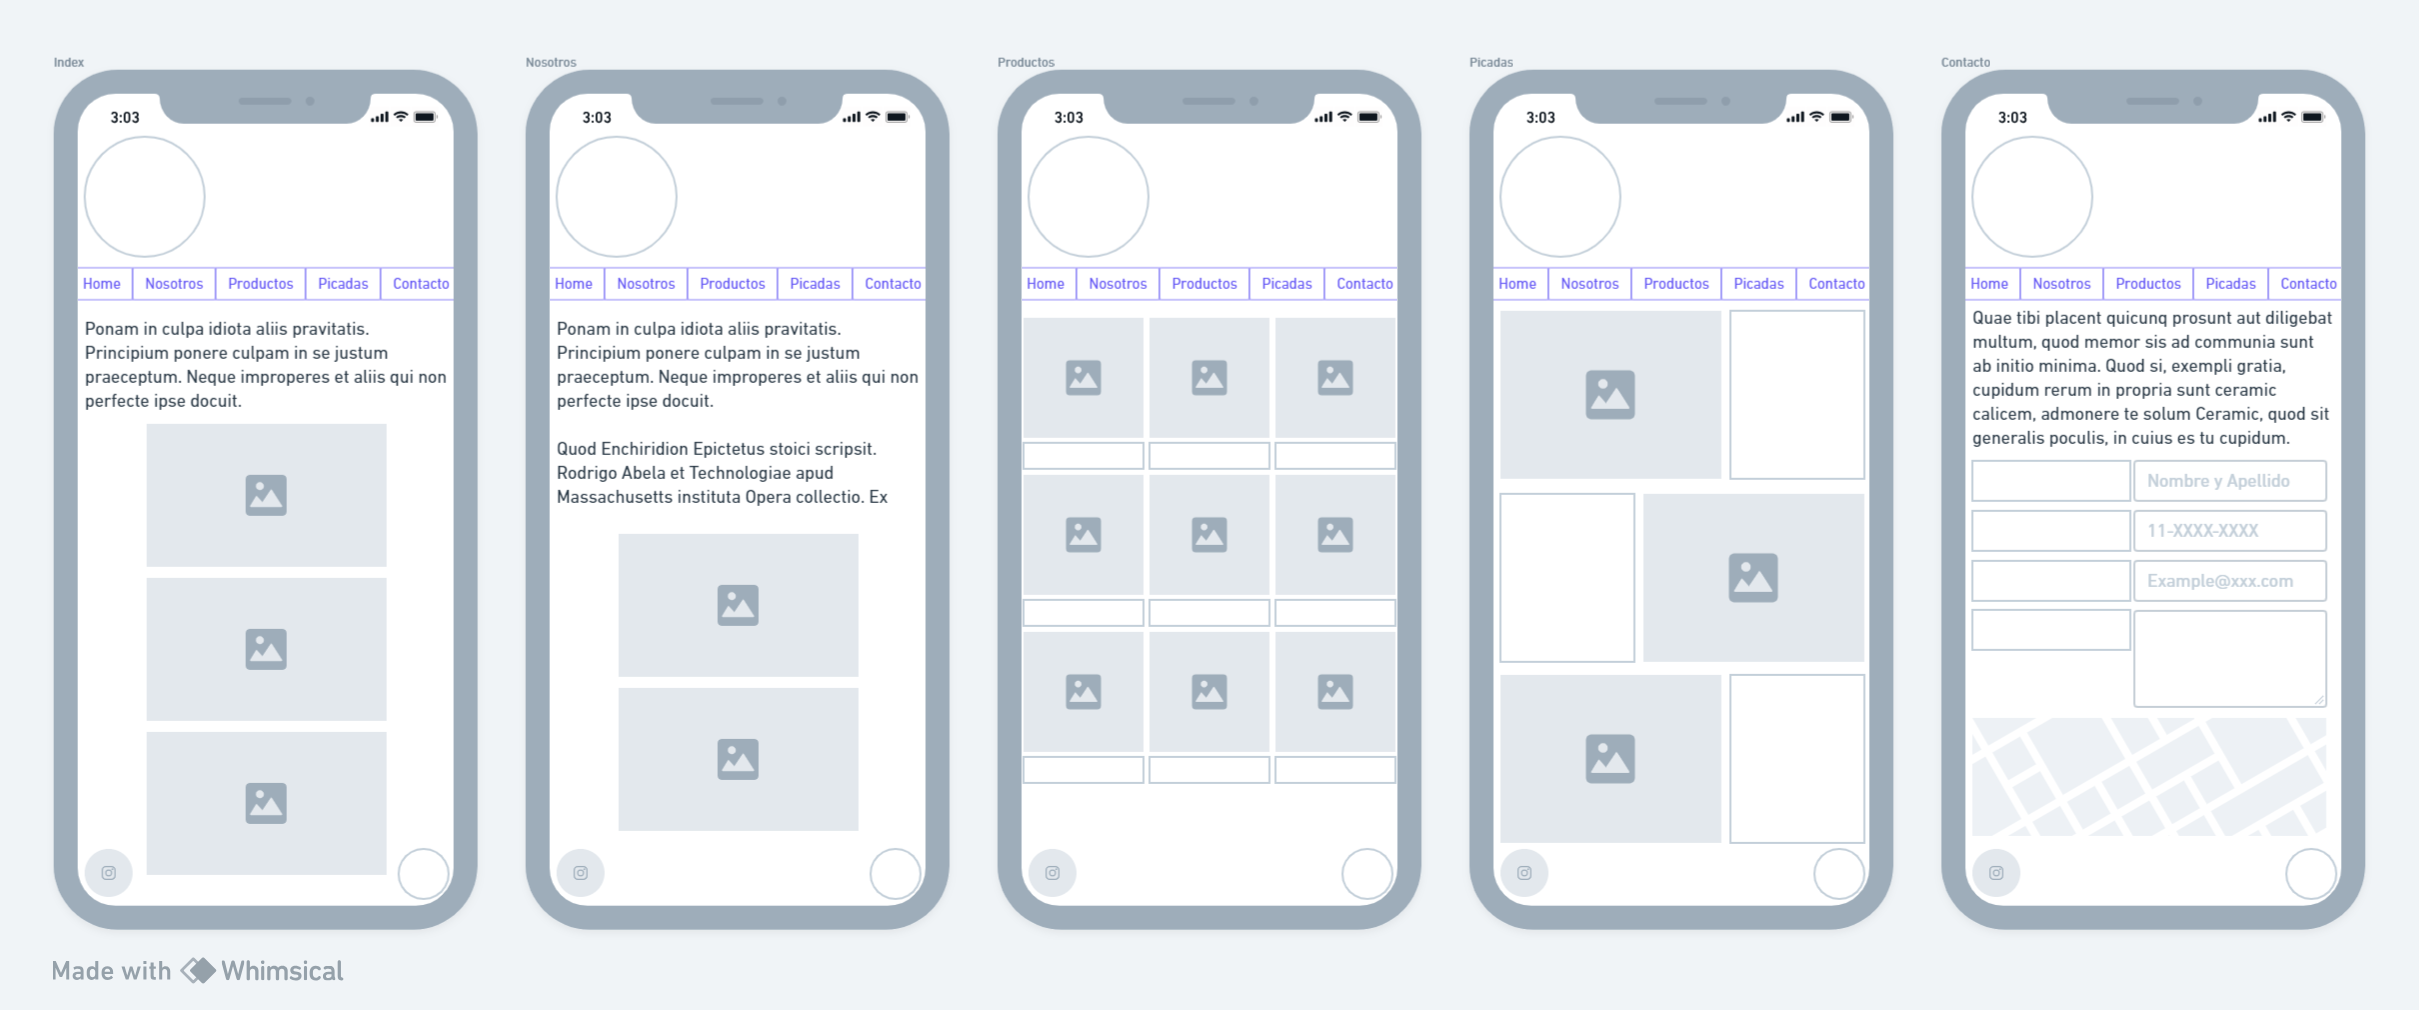 Index
3:03
Home Nosotros Productos Picadas Contacto
Ponam in culpa idiota aliis pravitatis.
Principium ponere culpam in se justum
praeceptum. Neque improperes et aliis qui non
perfecte ipse docuit.
Nosotros
3:03
Home Nosotros Productos Picadas Contacto
Ponam in culpa idiota aliis pravitatis.
Principium ponere culpam in se justum
praeceptum. Neque improperes et aliis qui non
perfecte ipse docuit.
Quod Enchiridion Epictetus stoici scripsit.
Rodrigo Abela et Technologiae apud
Massachusetts instituta Opera collectio. Ex
Productos
3:03
Home Nosotros Productos Picadas Contacto
Picadas
3:03
Home Nosotros Productos Picadas Contacto
Contacto
3:03
Home Nosotros Productos Picadas Contacto
Quae tibi placent quicunq prosunt aut diligebat
multum, quod memor sis ad communia sunt
ab initio minima. Quod si, exempli gratia,
cupidum rerum in propria sunt ceramic
calicem, admonere te solum Ceramic, quod sit
generalis poculis, in cuius es tu cupidum.
Nombre y Apellido
11-XXXX-XXXX
Example@xxx.com
Made with Whimsical